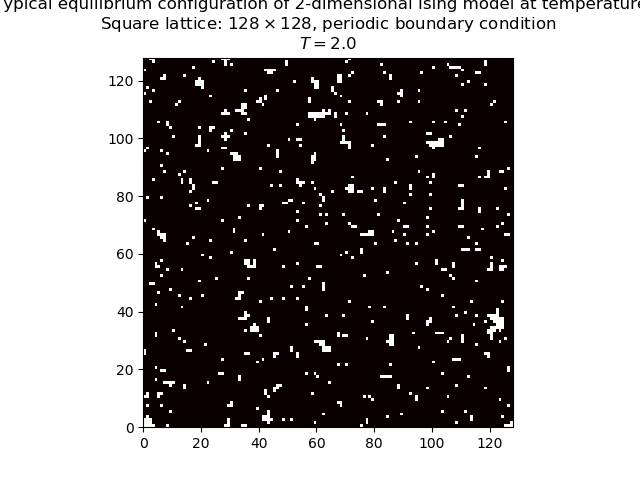 ypical equilibrium configuration of 2-dimensional Ising model at temperature
Square lattice: 128 × 128, periodic boundary condition
T = 2.0
120
100
80
60
40
20
0
0 20 40 60 80 100 120